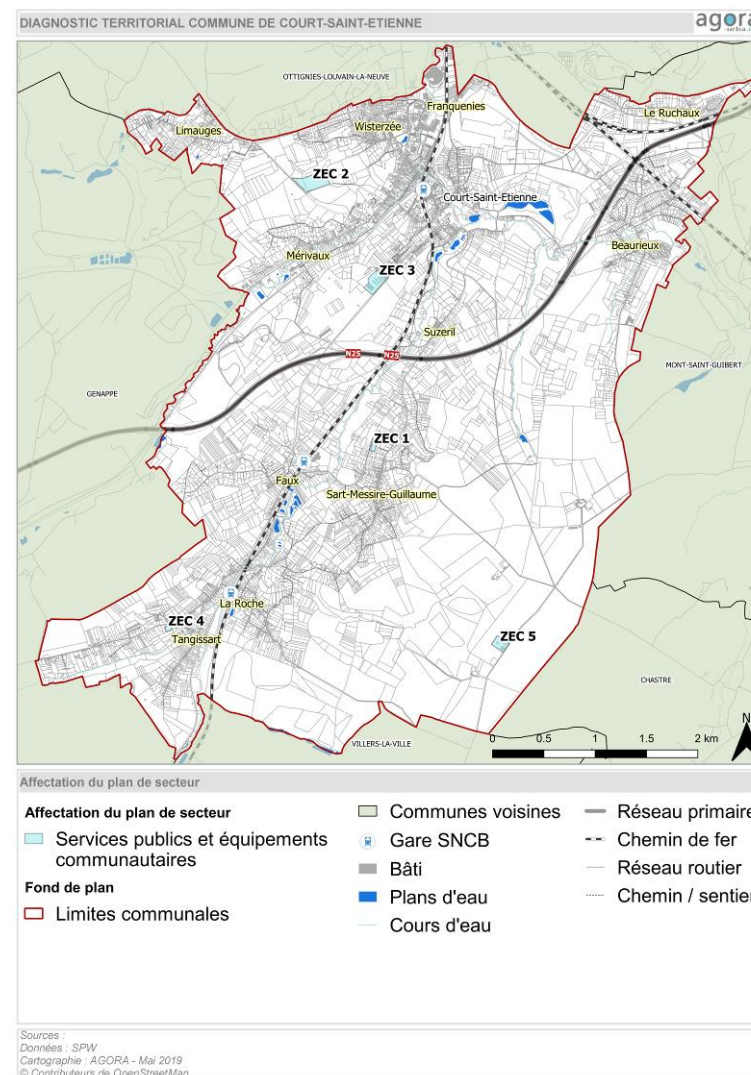 DIAGNOSTIC TERRITORIAL COMMUNE DE COURT-SAINT-ETIENNE
agora
OTTIGNIES-LOUVAIN-LA-NEUVE
Franquenies
Le Ruchaux
Limauges
Wisterzée
ZEC 2
Court-Saint-Etienne
Beaurieux
Mérivaux
ZEC 3
Suzeril
N25 N25
MONT-SAINT-GUIBERT
GENAPPE
ZEC 1
Faux
Sart-Messire-Guillaume
La Roche
ZEC 4
Tangissart
ZEC 5
CHASTRE
VILLERS-LA-VILLE
N
0 0.5 1 1.5 2 km
Affectation du plan de secteur
Affectation du plan de secteur
Services publics et équipements
communautaires
Fond de plan
Limites communales
Communes voisines
Gare SNCB
Bâti
Plans d'eau
Cours d'eau
Réseau primaire
Chemin de fer
Réseau routier
Chemin / sentier
Sources :
Données : SPW
Cartographie : AGORA - Mai 2019
© Contributeurs de OpenStreetMap